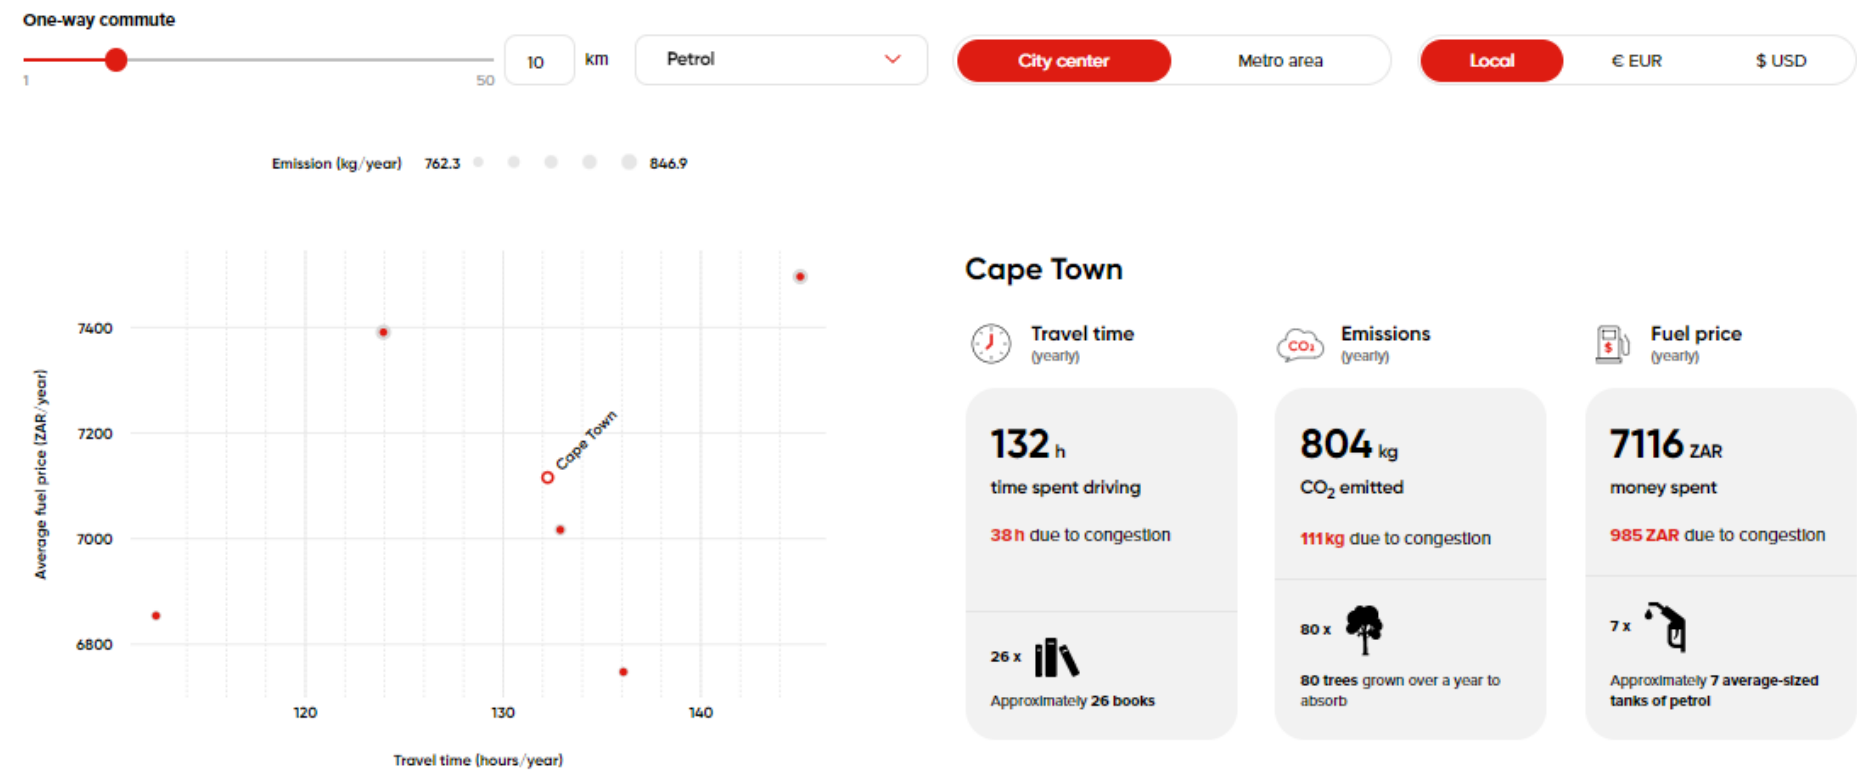 One-way commute
1
50
10
km
Petrol
City center
Metro area
Local
€ EUR
$ USD
Emission (kg/year)
762.3
846.9
Average fuel price (ZAR/year)
7400
7200
7000
6800
Cape Town
120
130
140
Travel time (hours/year)
Cape Town
Travel time
(yearly)
132 h
time spent driving
38 h due to congestion
26 x
Approximately 26 books
CO₂
Emissions
(yearly)
804 kg
CO₂ emitted
111 kg due to congestion
80 x
80 trees grown over a year to
absorb
$
Fuel price
(yearly)
7116 ZAR
money spent
985 ZAR due to congestion
7 x
Approximately 7 average-sized
tanks of petrol